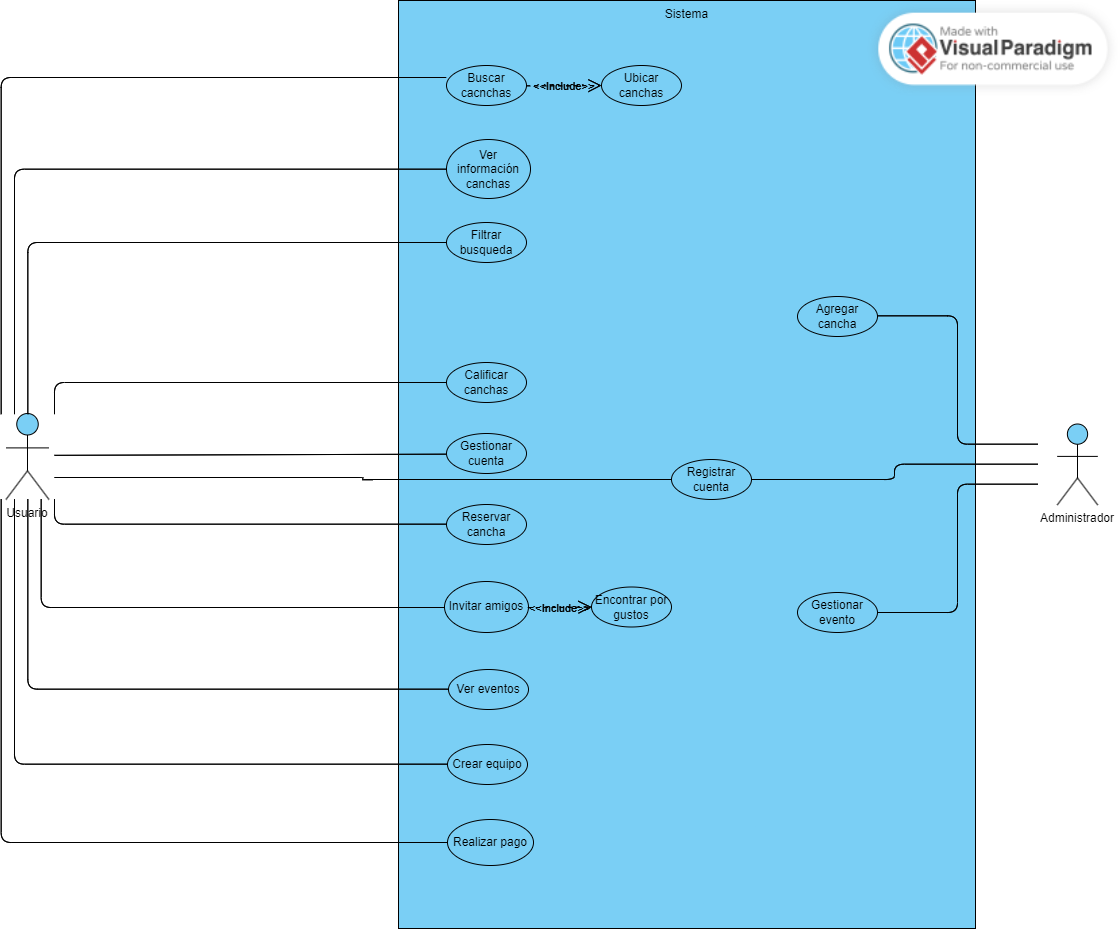 Sistema
Made with
Visual Paradigm
For non-commercial use
Buscar
cacnchas
<<Include>>
Ubicar
canchas
Ver
información
canchas
Filtrar
busqueda
Agregar
cancha
Calificar
canchas
Gestionar
cuenta
Registrar
cuenta
Usuario
Administrador
Reservar
cancha
Invitar amigos
<<Include>>
Encontrar por
gustos
Gestionar
evento
Ver eventos
Crear equipo
Realizar pago